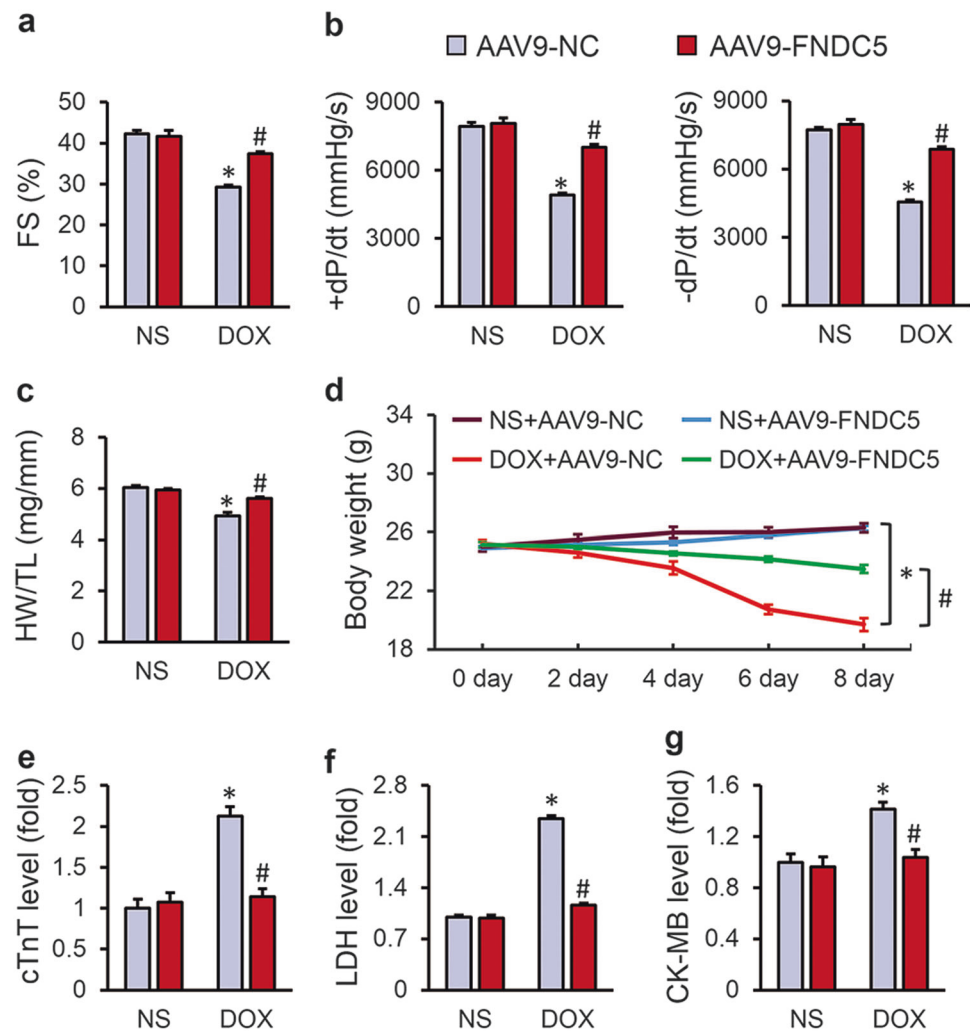 a
b
AAV9-NC
AAV9-FNDC5
FS (%)
50
40
30
20
10
0
*
#
NS
DOX
+dP/dt (mmHg/s)
9000
6000
3000
0
*
#
NS
DOX
-dP/dt (mmHg/s)
9000
6000
3000
0
*
#
NS
DOX
c
HW/TL (mg/mm)
8
6
4
2
0
*
#
NS
DOX
d
Body weight (g)
34
30
26
22
18
NS+AAV9-NC
NS+AAV9-FNDC5
DOX+AAV9-NC
DOX+AAV9-FNDC5
*
#
0 day
2 day
4 day
6 day
8 day
e
cTnT level (fold)
2.5
2
1.5
1
0.5
0
*
#
NS
DOX
f
LDH level (fold)
2.8
2.1
1.4
0.7
0
*
#
NS
DOX
g
CK-MB level (fold)
1.6
1.2
0.8
0.4
0
*
#
NS
DOX